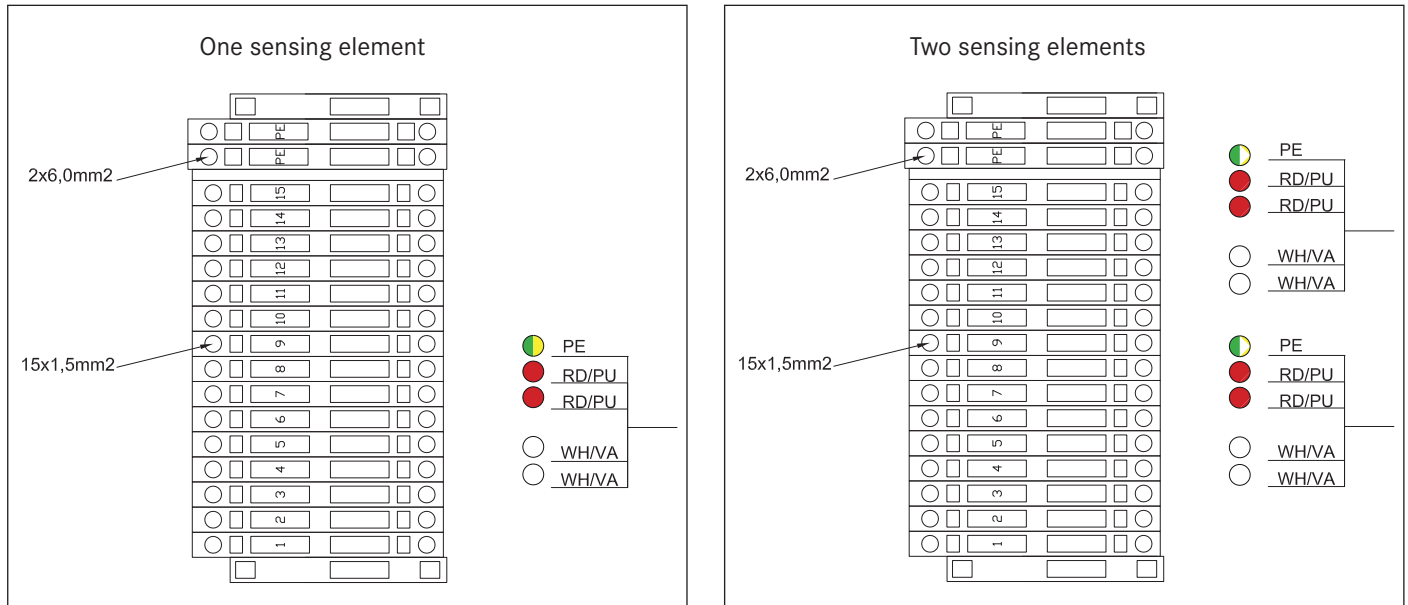 One sensing element
PE
PE
2x6,0mm2
15
14
13
12
11
10
15x1,5mm2
9
8
7
6
5
4
3
2
1
PE
RD/PU
RD/PU
WH/VA
WH/VA
Two sensing elements
PE
PE
2x6,0mm2
15
14
13
12
11
10
15x1,5mm2
9
8
7
6
5
4
3
2
1
PE
RD/PU
RD/PU
WH/VA
WH/VA
PE
RD/PU
RD/PU
WH/VA
WH/VA